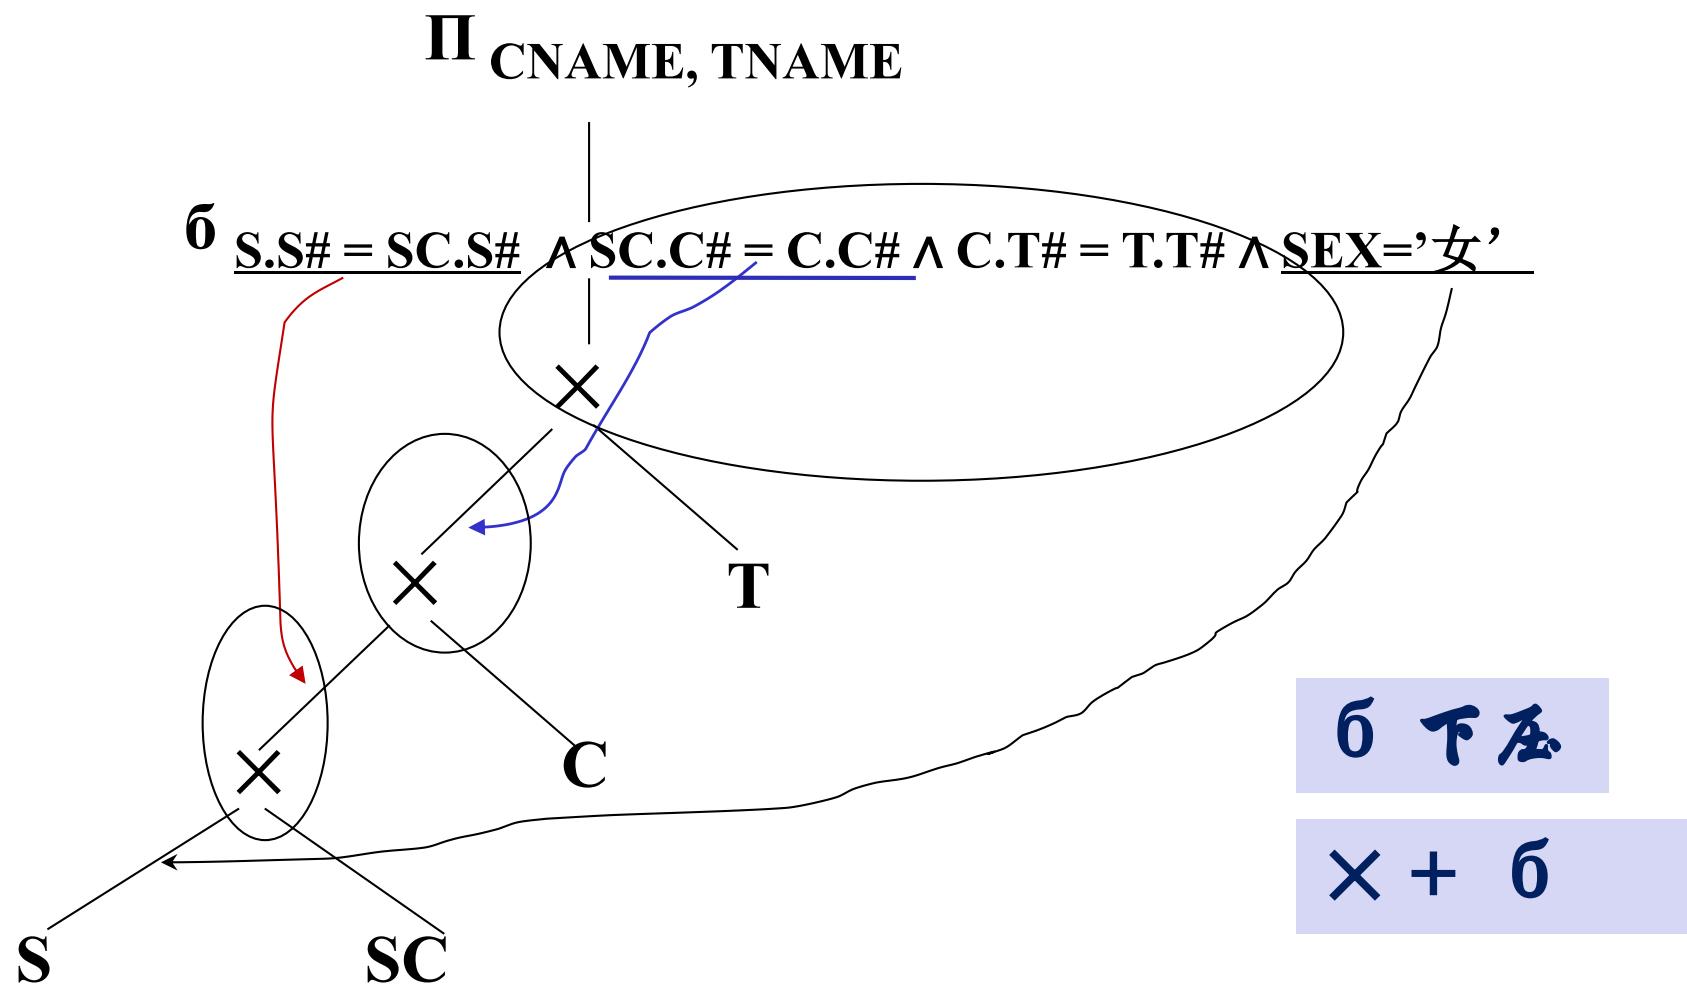 Π CNAME, TNAME
б S.S# = SC.S# ∧ SC.C# = C.C# ∧ C.T# = T.T# ∧ SEX=’女’
×
×
T
×
C
S
SC
б 下压
× + б